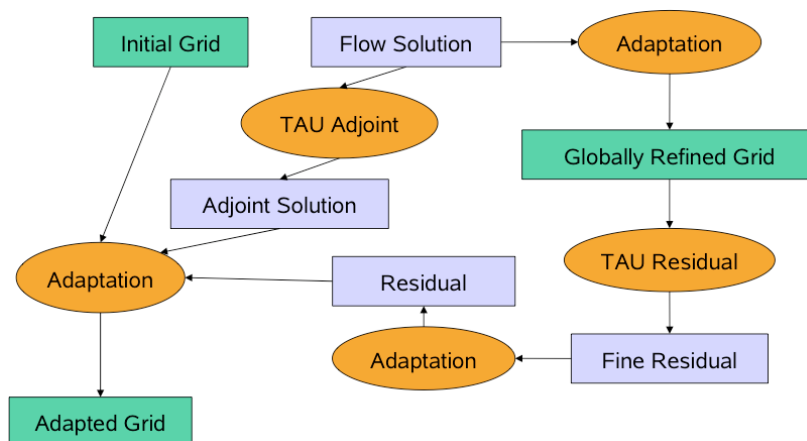 Initial Grid
Flow Solution
Adaptation
TAU Adjoint
Globally Refined Grid
Adjoint Solution
Adaptation
Residual
TAU Residual
Adaptation
Fine Residual
Adapted Grid